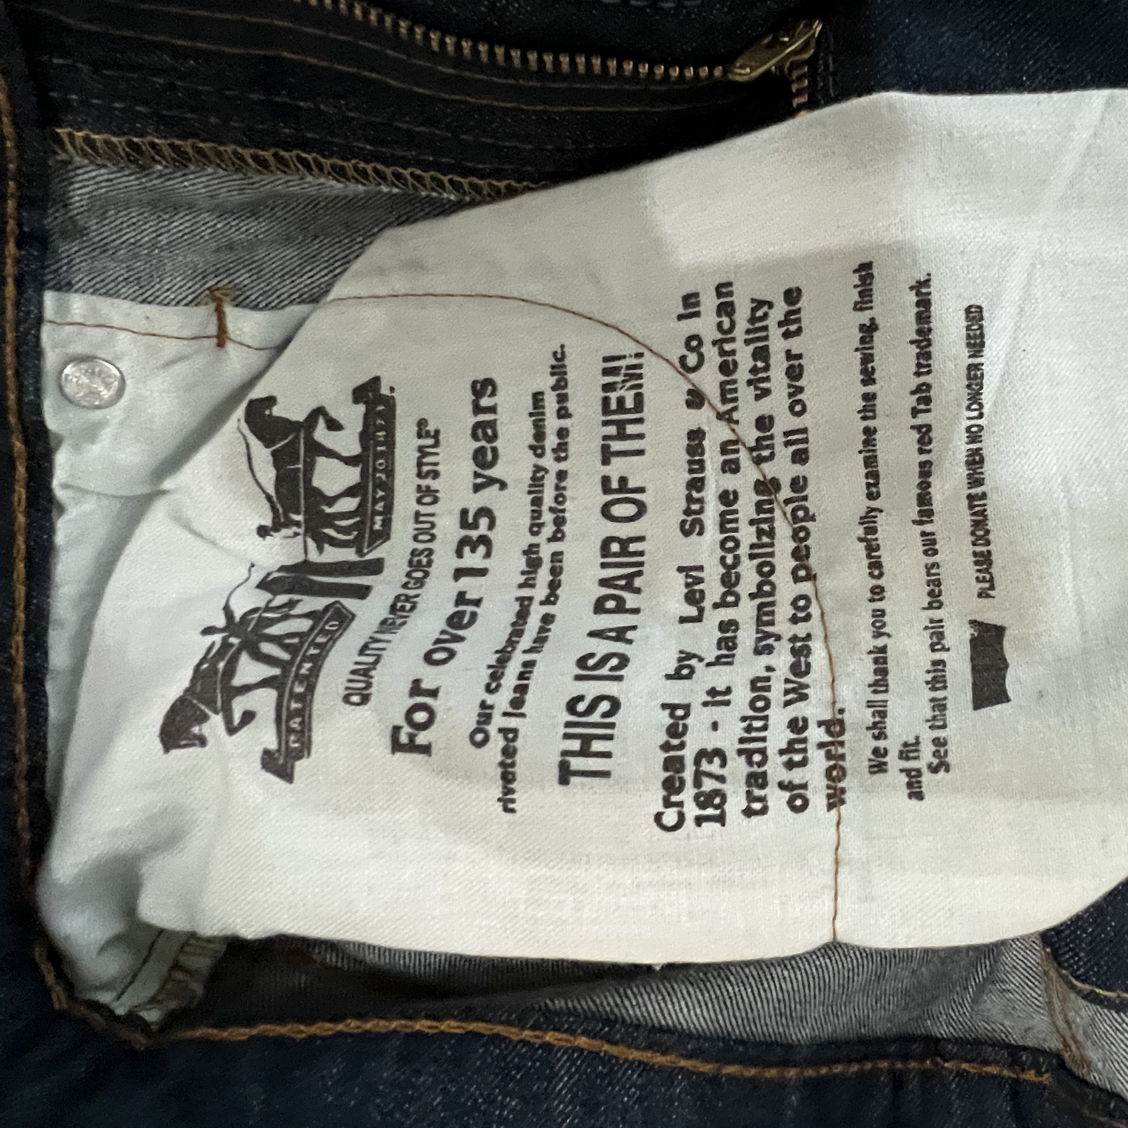 PATENTED
MAY 20 1873
QUALITY NEVER GOES OUT OF STYLE®
For over 135 years
Our celebrated high quality denim
riveted jeans have been before the public.
THIS IS A PAIR OF THEM!
Created by Levi Strauss & Co in
1873 - it has become an American
tradition, symbolizing the vitality
of the West to people all over the
world.
We shall thank you to carefully examine the sewing, finish
and fit.
See that this pair bears our famous red Tab trademark.
PLEASE DONATE WHEN NO LONGER NEEDED